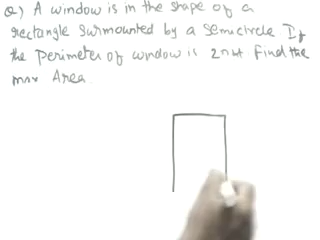 Q) A window is in the shape of a
rectangle surmounted by a semicircle If
the Perimeter of window is find the
max Area